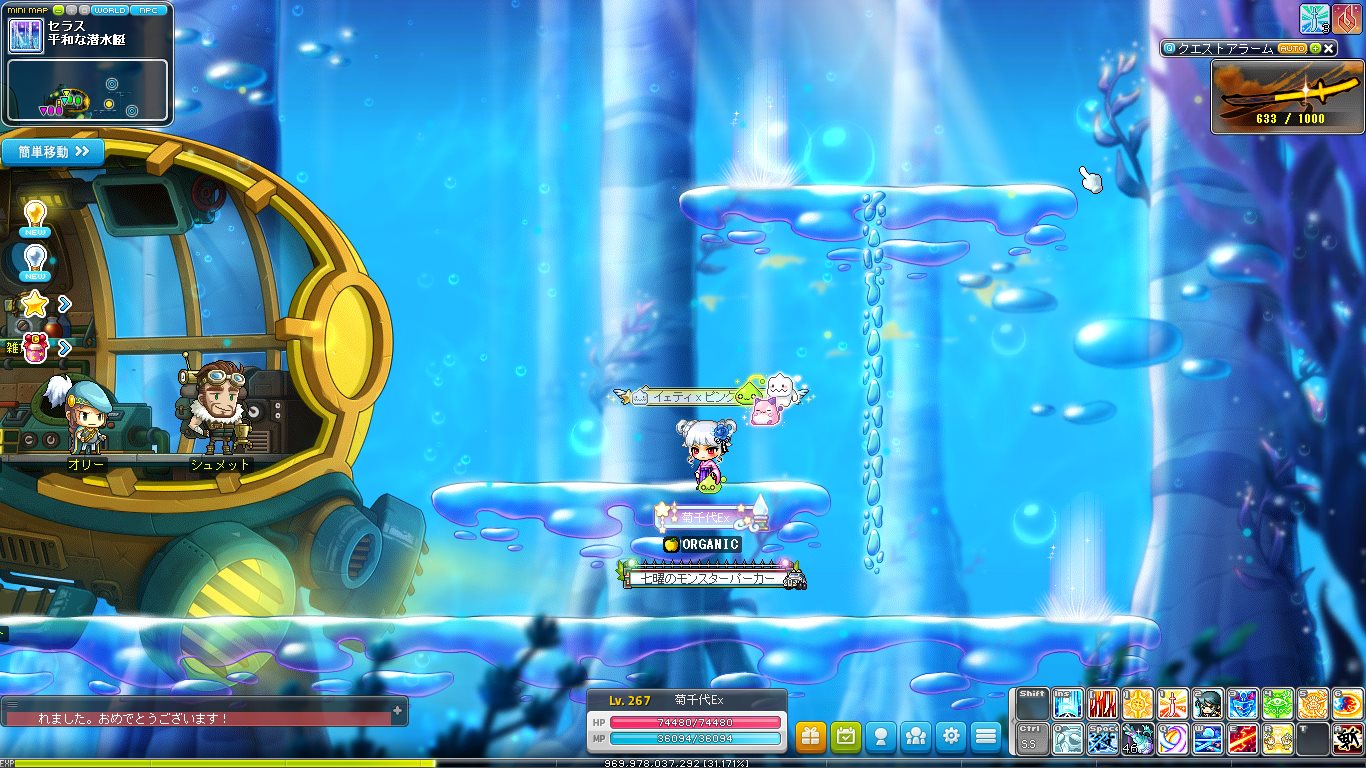 MINI MAP WORLD NPC
セラス
平和な潜水艇
クエストアラーム AUTO
633 / 1000
簡単移動
NEW
NEW
オリー
シュメット
イェティxピンク
菊千代Ex
ORGANIC
七曜のモンスターパーカー
れました。おめでとうございます！
Lv. 267 菊千代Ex
HP 74480/74480
MP 36094/36094
EXP 969,978,037,292 [31.171%]
Shift
Ins
Ctrl
Space